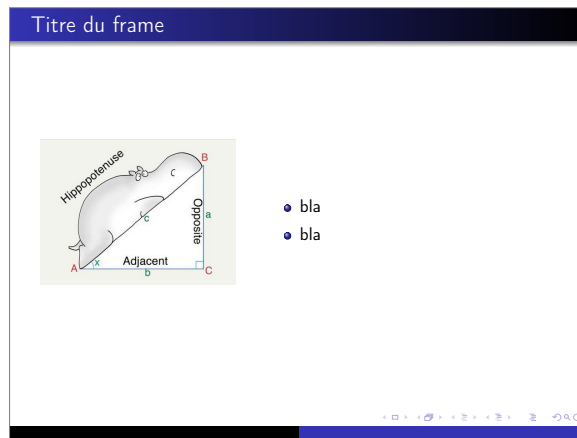 Titre du frame
Hippopotenuse
B
c
Opposite
a
A
x
Adjacent
b
C
bla
bla